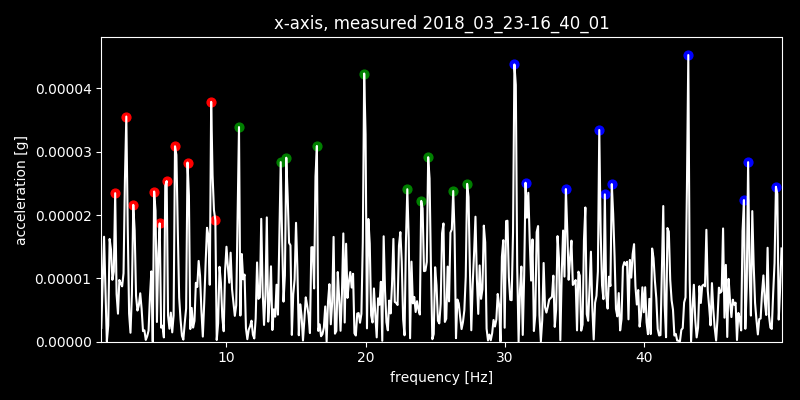 x-axis, measured 2018_03_23-16_40_01
acceleration [g]
0.00004
0.00003
0.00002
0.00001
0.00000
10 20 30 40
frequency [Hz]